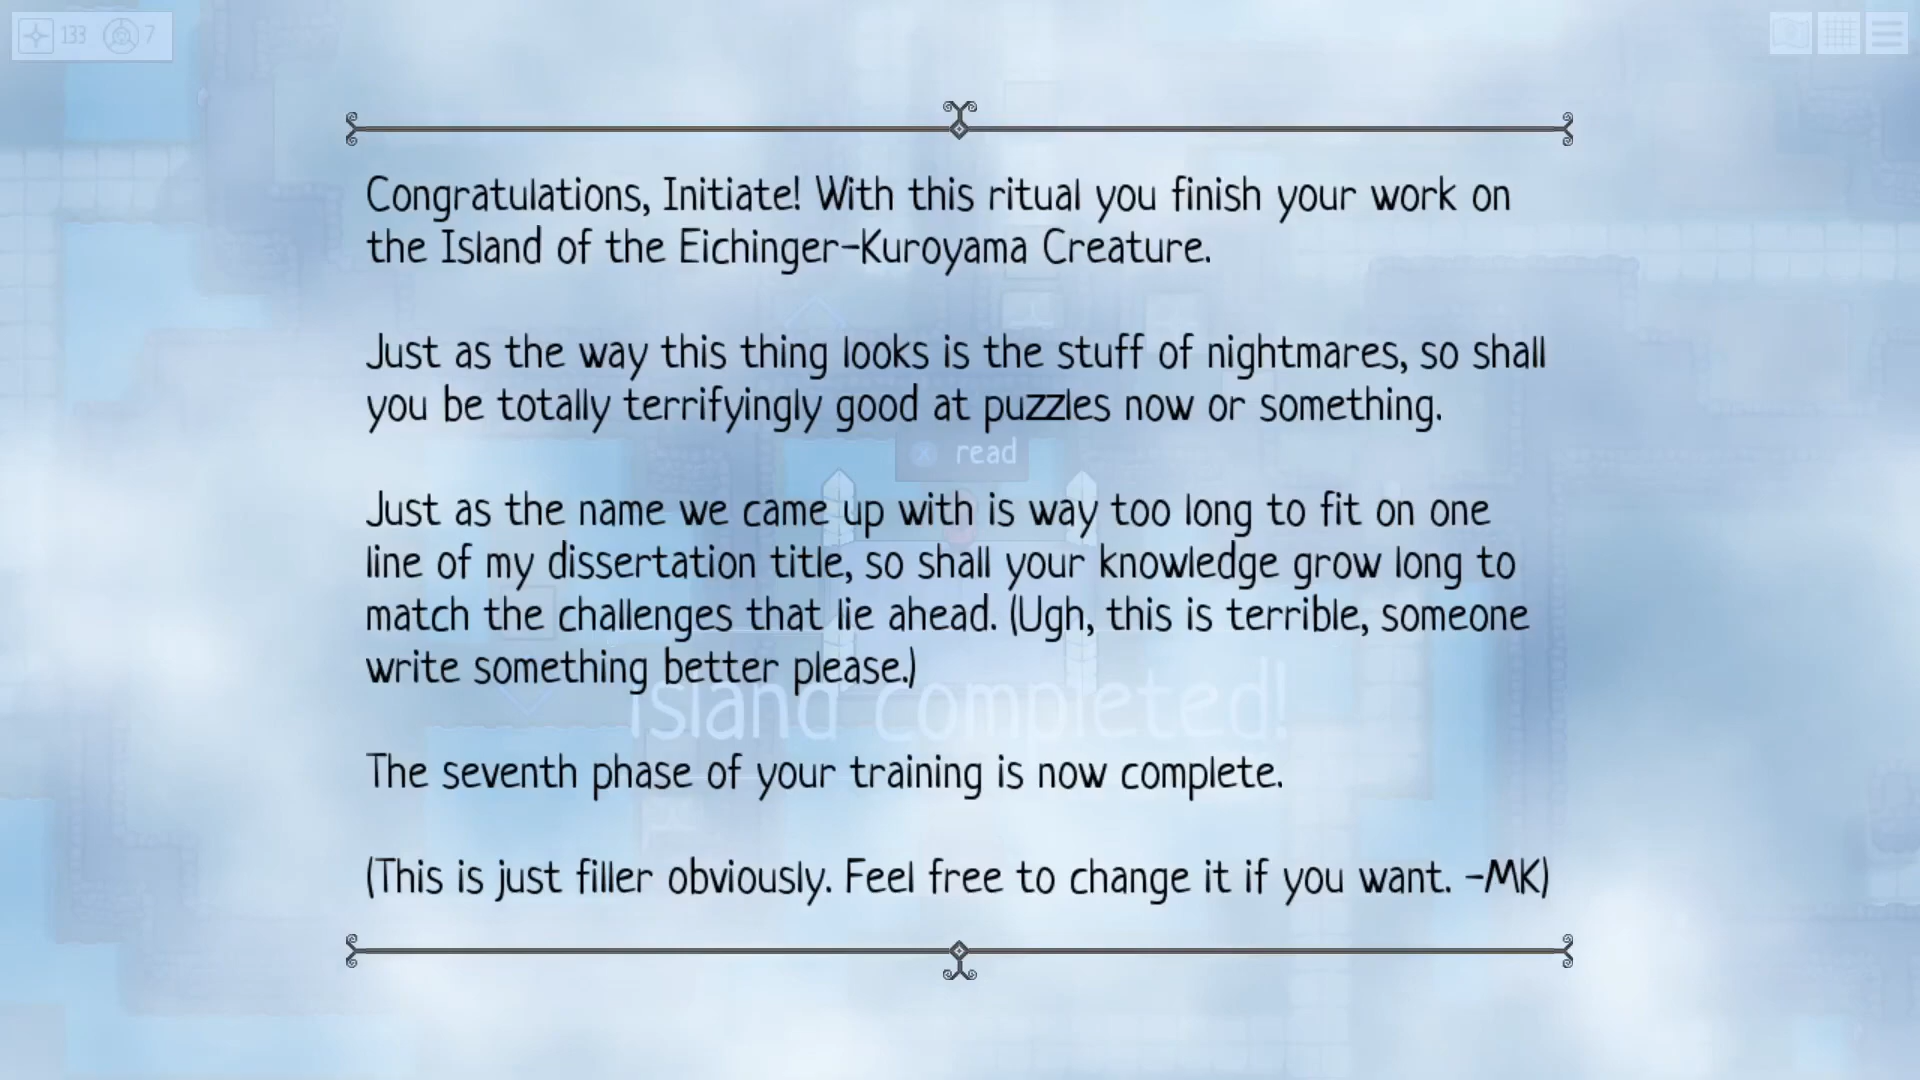 133 7
Congratulations, Initiate! With this ritual you finish your work on
the Island of the Eichinger-Kuroyama Creature.
Just as the way this thing looks is the stuff of nightmares, so shall
you be totally terrifyingly good at puzzles now or something.
read
Just as the name we came up with is way too long to fit on one
line of my dissertation title, so shall your knowledge grow long to
match the challenges that lie ahead. (Ugh, this is terrible, someone
write something better please.)
Island completed!
The seventh phase of your training is now complete.
(This is just filler obviously. Feel free to change it if you want. -MK)